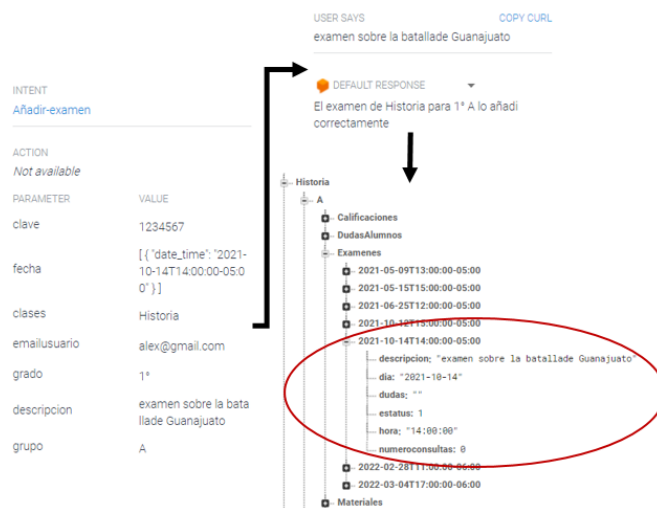 USER SAYS COPY CURL
examen sobre la batallade Guanajuato
DEFAULT RESPONSE
El examen de Historia para 1° A lo añadi
correctamente
INTENT
Añadir-examen
ACTION
Not available
PARAMETER VALUE
clave 1234567
fecha [ { "date_time": "2021-
10-14T14:00:00-05:0
0" } ]
clases Historia
emailusuario alex@gmail.com
grado 1°
descripcion examen sobre la bata
llade Guanajuato
grupo A
Historia
A
Calificaciones
DudasAlumnos
Examenes
2021-05-09T13:00:00-05:00
2021-05-15T15:00:00-05:00
2021-06-25T12:00:00-05:00
2021-10-12T15:00:00-05:00
2021-10-14T14:00:00-05:00
descripcion: "examen sobre la batallade Guanajuato"
dia: "2021-10-14"
dudas: ""
estatus: 1
hora: "14:00:00"
numeroconsultas: 0
2022-02-28T11:00:00-06:00
2022-03-04T17:00:00-06:00
Materiales